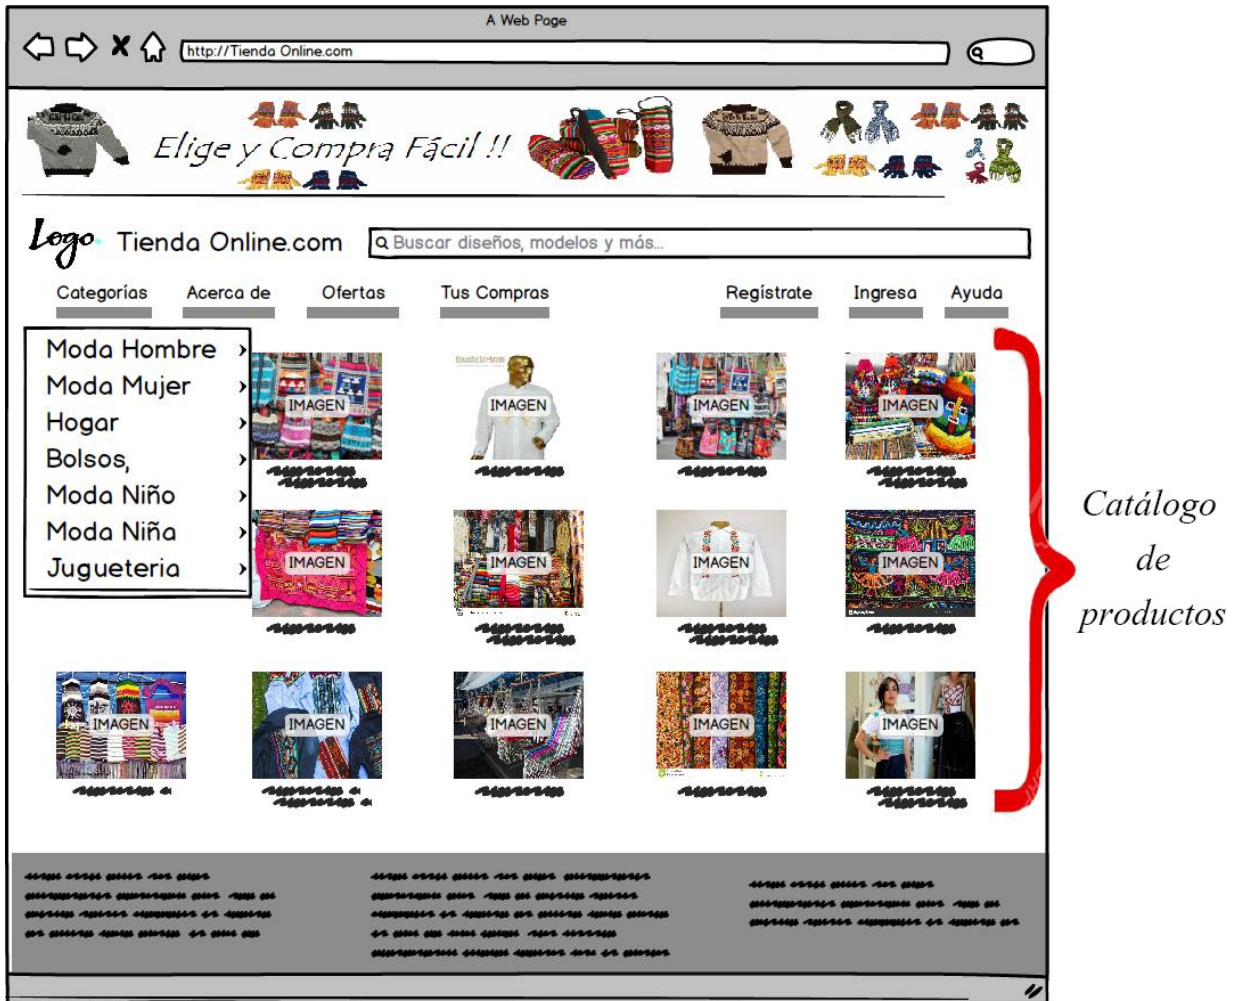 A Web Page
http://Tienda Online.com
Elige y Compra Fácil !!
Logo Tienda Online.com
Buscar diseños, modelos y más...
Categorías Acerca de Ofertas Tus Compras Regístrate Ingresa Ayuda
Moda Hombre
Moda Mujer
Hogar
Bolsos,
Moda Niño
Moda Niña
Jugueteria
IMAGEN IMAGEN IMAGEN IMAGEN
IMAGEN IMAGEN IMAGEN IMAGEN
IMAGEN IMAGEN IMAGEN IMAGEN IMAGEN
Catálogo
de
productos